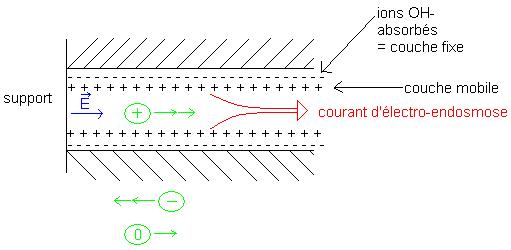 ions OH-
absorbés
= couche fixe
couche mobile
support
E
+
courant d'électro-endosmose
-
0